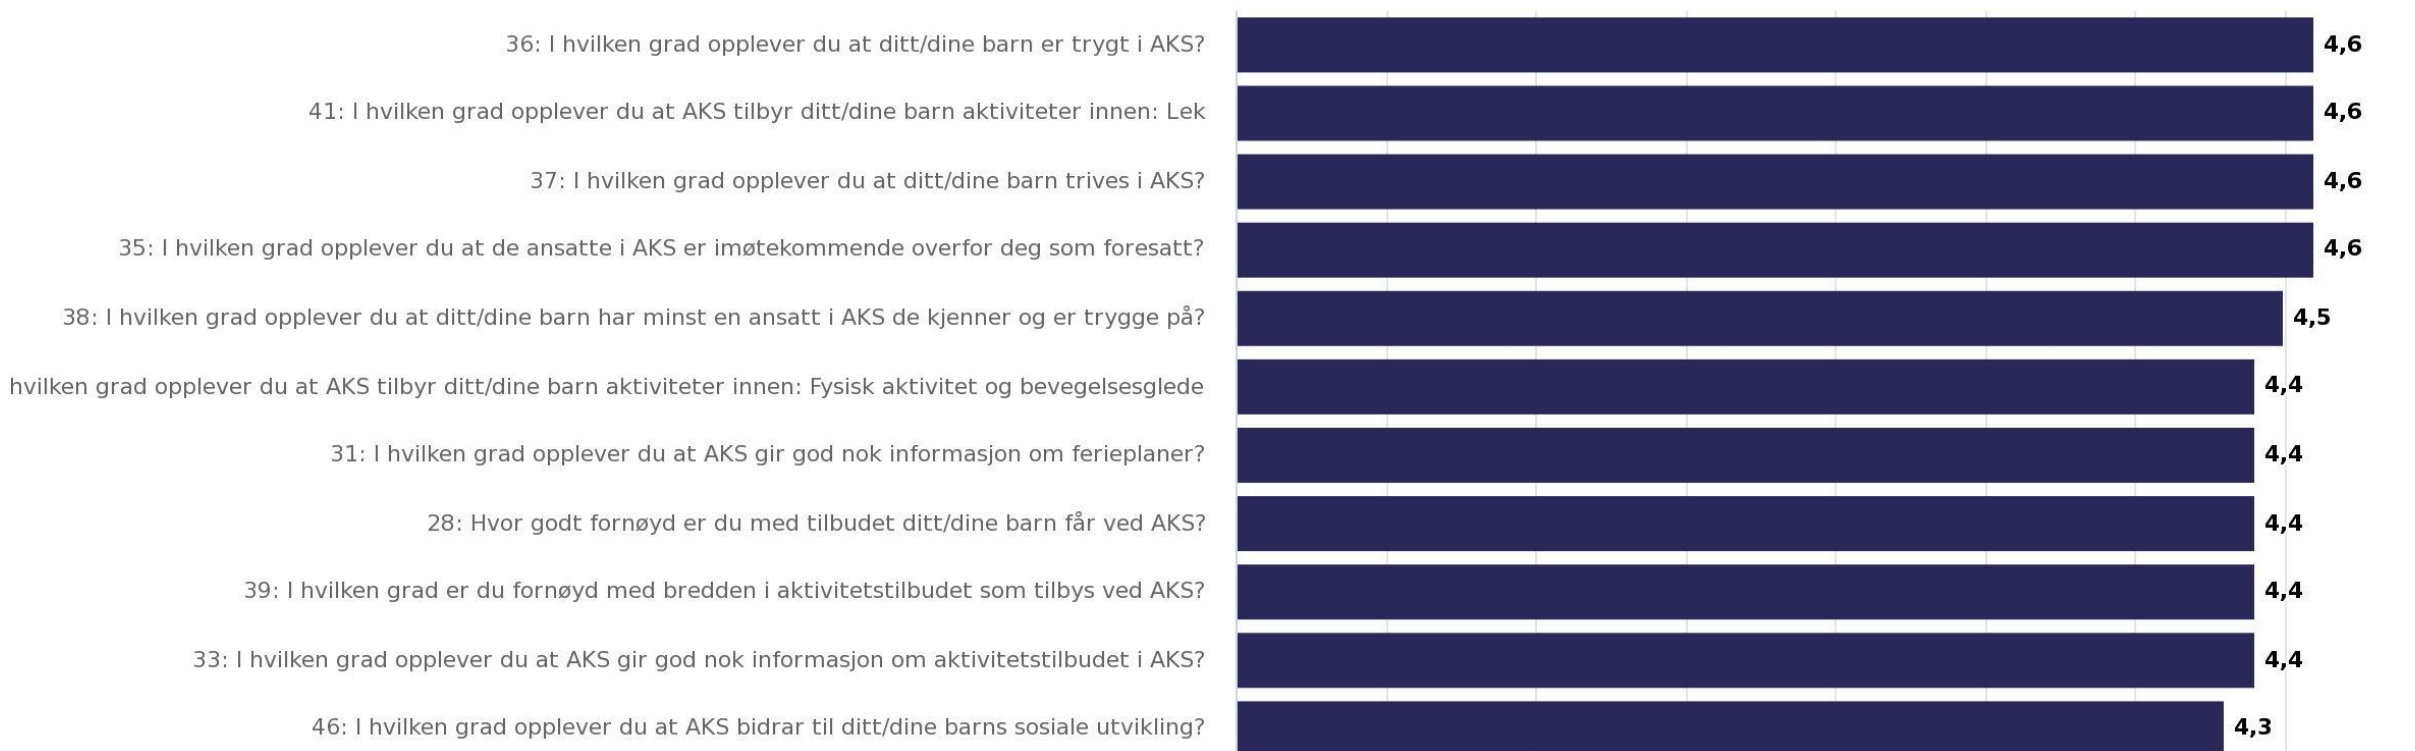 36: I hvilken grad opplever du at ditt/dine barn er trygt i AKS? 4,6
41: I hvilken grad opplever du at AKS tilbyr ditt/dine barn aktiviteter innen: Lek 4,6
37: I hvilken grad opplever du at ditt/dine barn trives i AKS? 4,6
35: I hvilken grad opplever du at de ansatte i AKS er imøtekommende overfor deg som foresatt? 4,6
38: I hvilken grad opplever du at ditt/dine barn har minst en ansatt i AKS de kjenner og er trygge på? 4,5
hvilken grad opplever du at AKS tilbyr ditt/dine barn aktiviteter innen: Fysisk aktivitet og bevegelsesglede 4,4
31: I hvilken grad opplever du at AKS gir god nok informasjon om ferieplaner? 4,4
28: Hvor godt fornøyd er du med tilbudet ditt/dine barn får ved AKS? 4,4
39: I hvilken grad er du fornøyd med bredden i aktivitetstilbudet som tilbys ved AKS? 4,4
33: I hvilken grad opplever du at AKS gir god nok informasjon om aktivitetstilbudet i AKS? 4,4
46: I hvilken grad opplever du at AKS bidrar til ditt/dine barns sosiale utvikling? 4,3